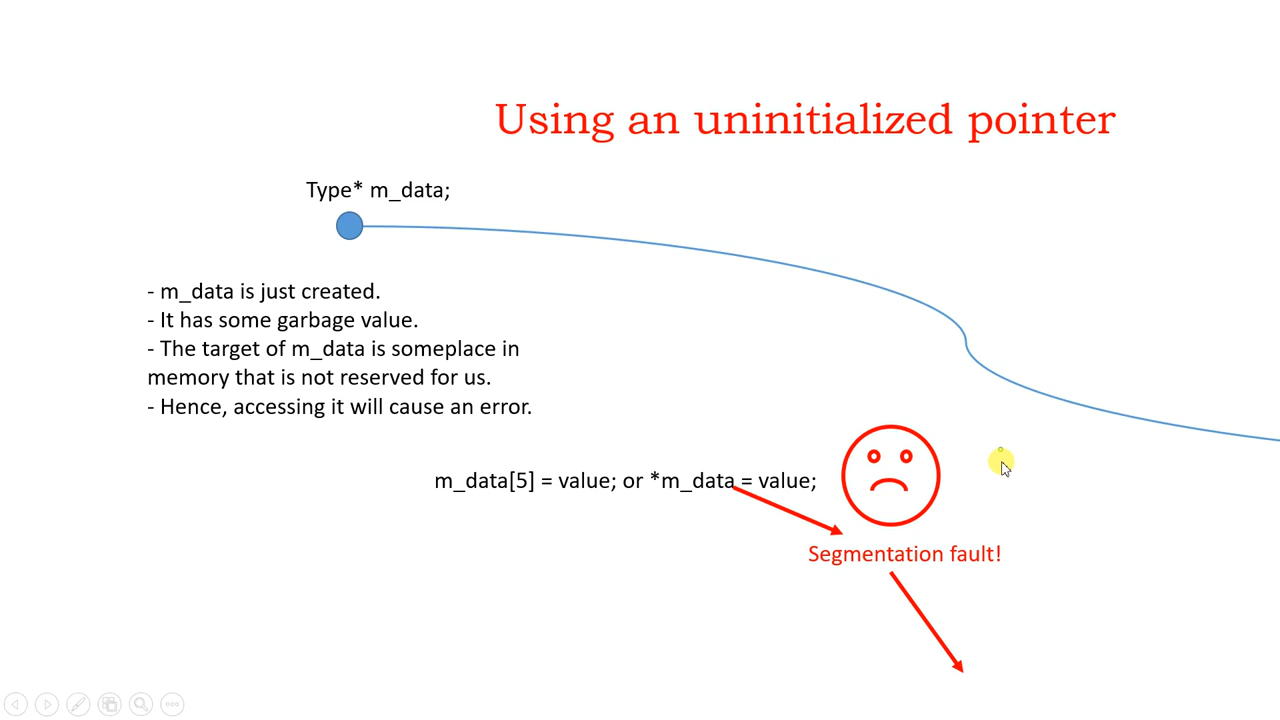 Using an uninitialized pointer
Type* m_data;
- m_data is just created.
- It has some garbage value.
- The target of m_data is someplace in
memory that is not reserved for us.
- Hence, accessing it will cause an error.
m_data[5] = value; or *m_data = value;
Segmentation fault!